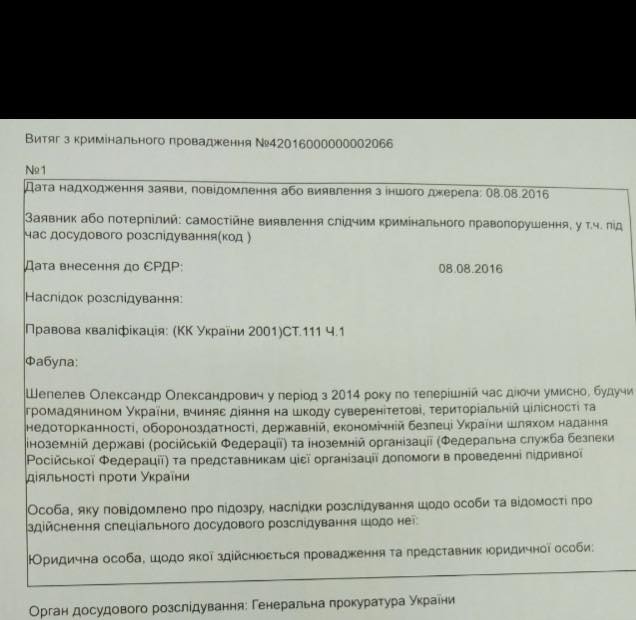 Витяг з кримінального провадження №42016000000002066
№1
Дата надходження заяви, повідомлення або виявлення з іншого джерела: 08.08.2016
Заявник або потерпілий: самостійне виявлення слідчим кримінального правопорушення, у т.ч. під
час досудового розслідування(код )
Дата внесення до ЄРДР: 08.08.2016
Наслідок розслідування:
Правова кваліфікація: (КК України 2001)СТ.111 Ч.1
Фабула:
Шепелев Олександр Олександрович у період з 2014 року по теперішній час діючи умисно, будучи
громадянином України, вчиняє діяння на шкоду суверенітетові, територіальній цілісності та
недоторканності, обороноздатності, державній, економічній безпеці України шляхом надання
іноземній державі (російській Федерації) та іноземній організації (Федеральна служба безпеки
Російської Федерації) та представникам цієї організації допомоги в проведенні підривної
діяльності проти України
Особа, яку повідомлено про підозру, наслідки розслідування щодо особи та відомості про
здійснення спеціального досудового розслідування щодо неї:
Юридична особа, щодо якої здійснюється провадження та представник юридичної особи:
Орган досудового розслідування: Генеральна прокуратура України